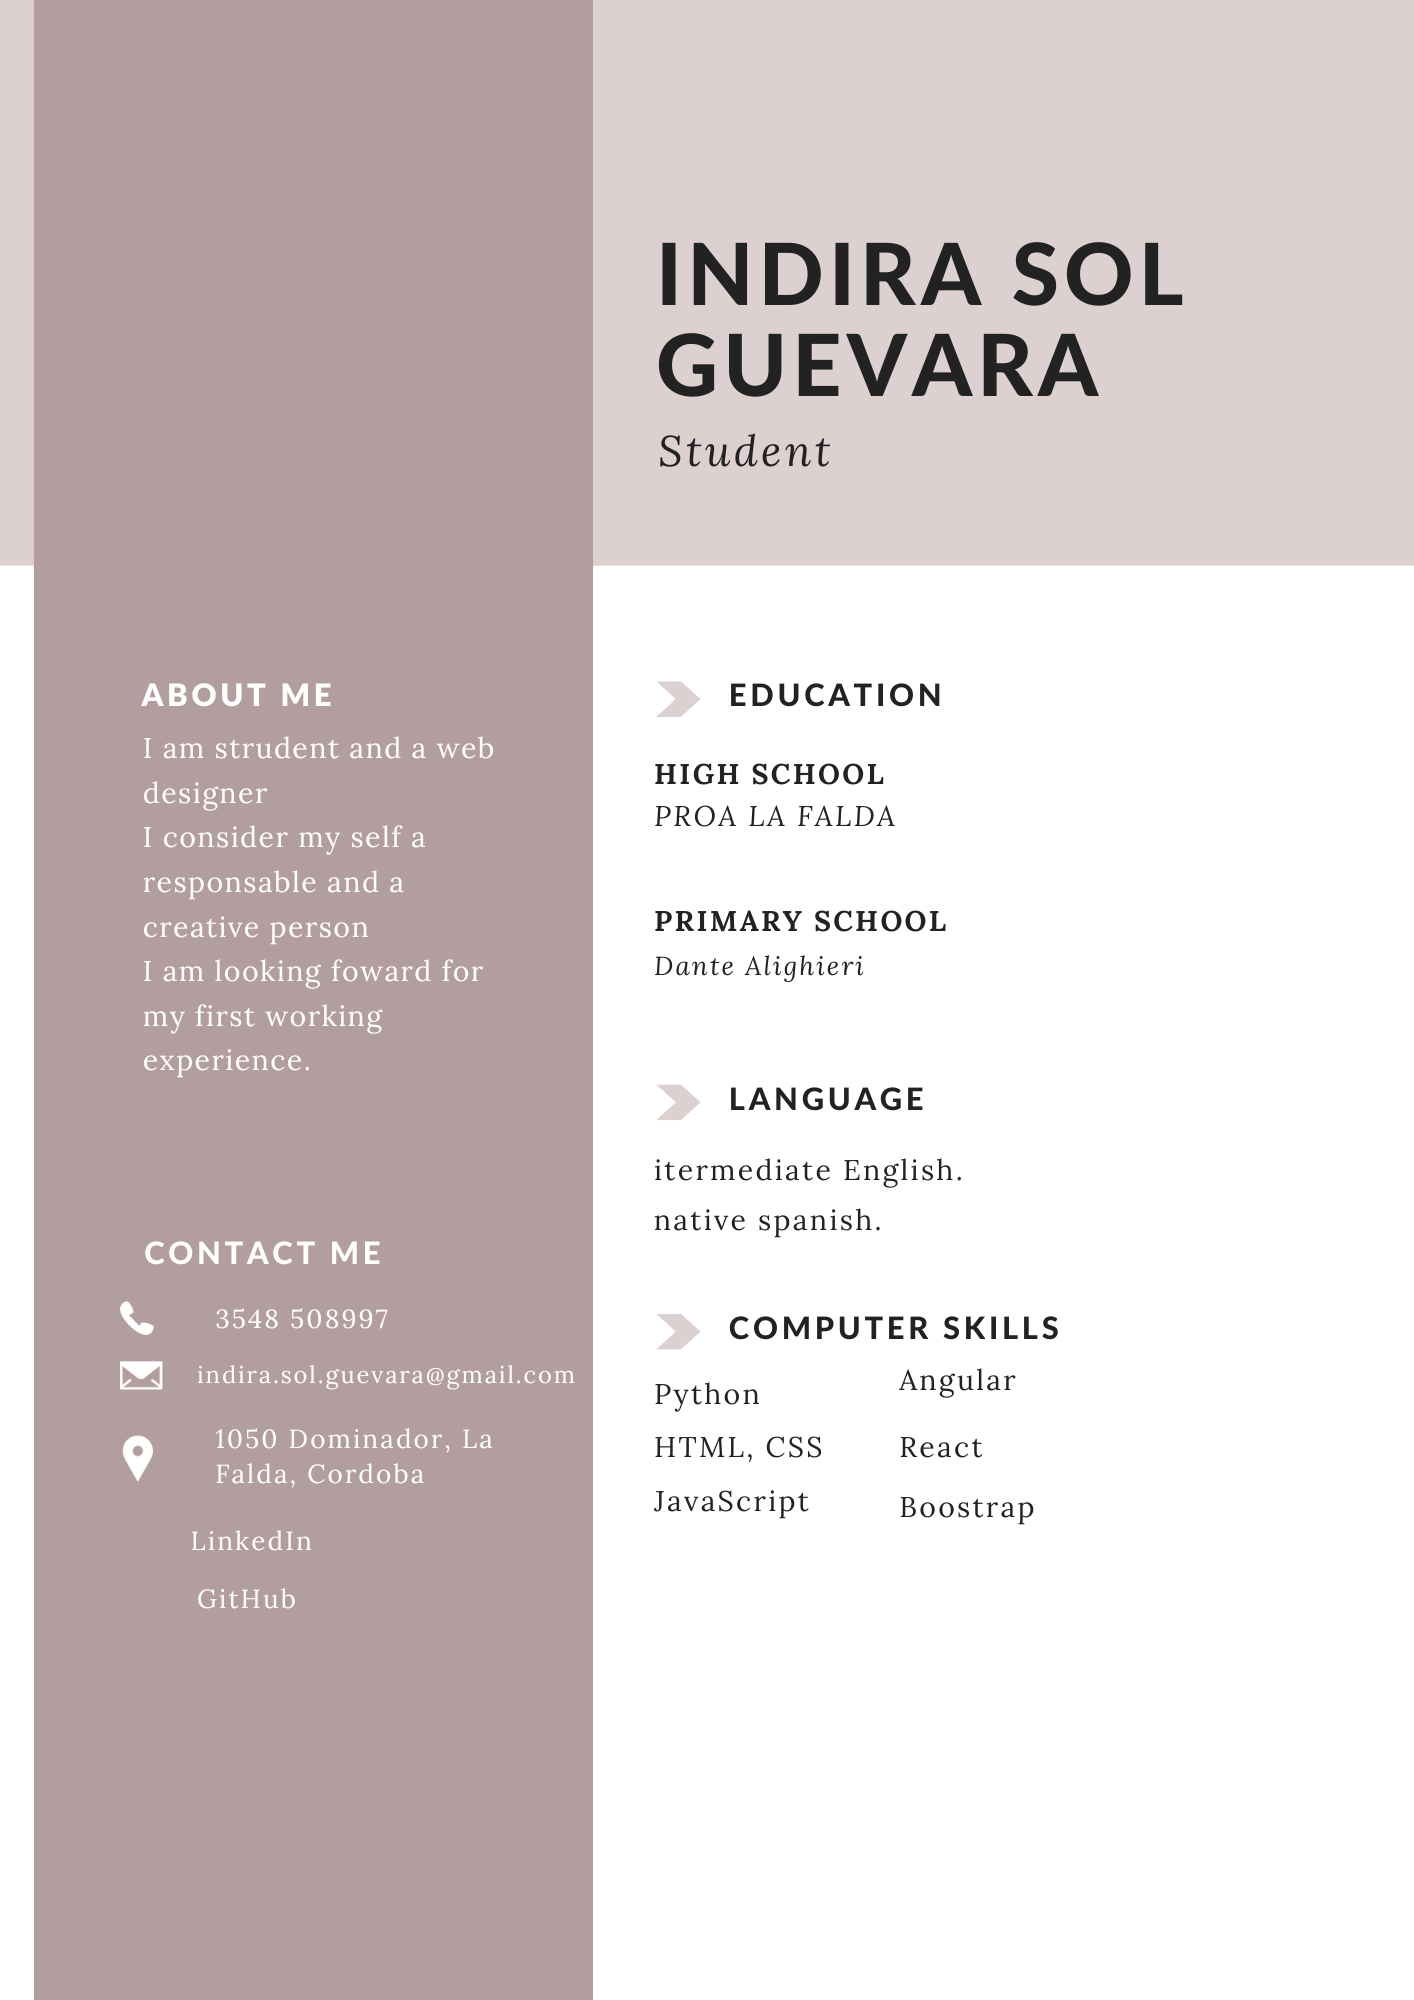 INDIRA SOL
GUEVARA
Student
ABOUT ME
I am strudent and a web
designer
I consider my self a
responsable and a
creative person
I am looking foward for
my first working
experience.
CONTACT ME
3548 508997
indira.sol.guevara@gmail.com
1050 Dominador, La
Falda, Cordoba
LinkedIn
GitHub
EDUCATION
HIGH SCHOOL
PROA LA FALDA
PRIMARY SCHOOL
Dante Alighieri
LANGUAGE
itermediate English.
native spanish.
COMPUTER SKILLS
Python
HTML, CSS
JavaScript
Angular
React
Boostrap